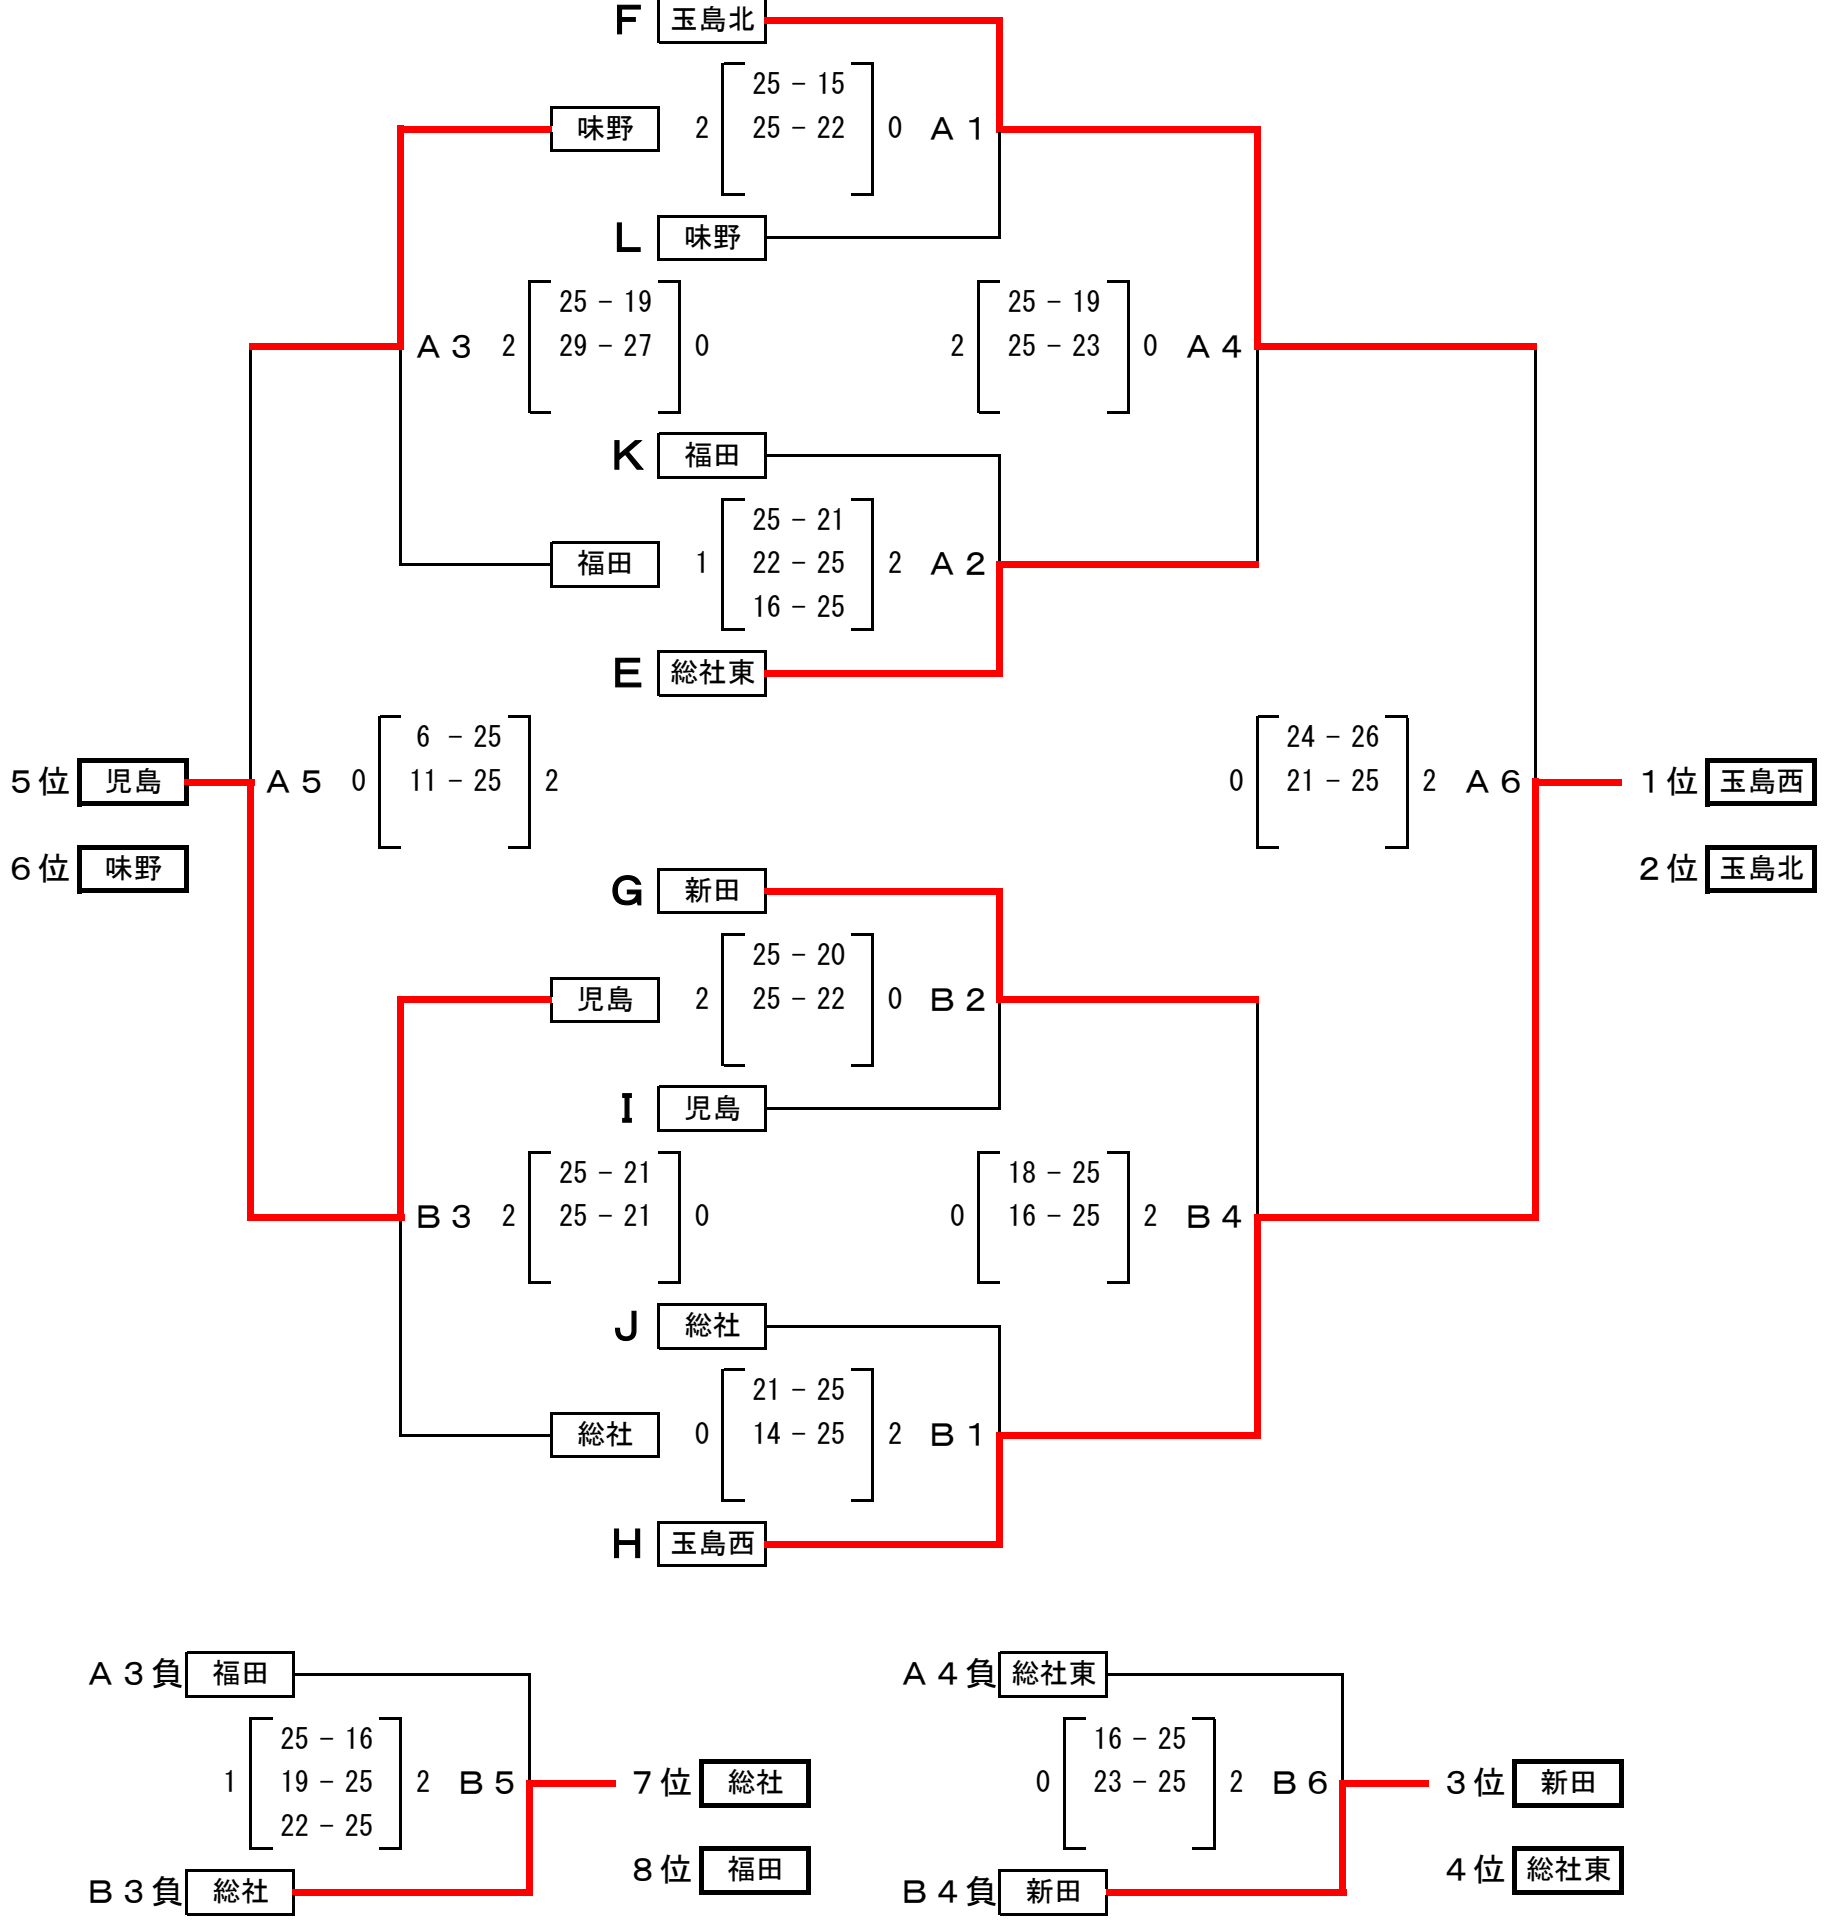 F 玉島北
25 − 15
味野 2 25 − 22 0 A 1
L 味野
25 − 19 25 − 19
A 3 2 29 − 27 0 2 25 − 23 0 A 4
K 福田
25 − 21
福田 1 22 − 25 2 A 2
16 − 25
E 総社東
6 − 25 24 − 26
5位 児島 A 5 0 11 − 25 2 0 21 − 25 2 A 6 1位 玉島西
6位 味野 2位 玉島北
G 新田
25 − 20
児島 2 25 − 22 0 B 2
I 児島
25 − 21 18 − 25
B 3 2 25 − 21 0 0 16 − 25 2 B 4
J 総社
21 − 25
総社 0 14 − 25 2 B 1
H 玉島西
A 3 負 福田 A 4 負 総社東
25 − 16 16 − 25
1 19 − 25 2 B 5 7位 総社 0 23 − 25 2 B 6 3位 新田
22 − 25
8位 福田 4位 総社東
B 3 負 総社 B 4 負 新田